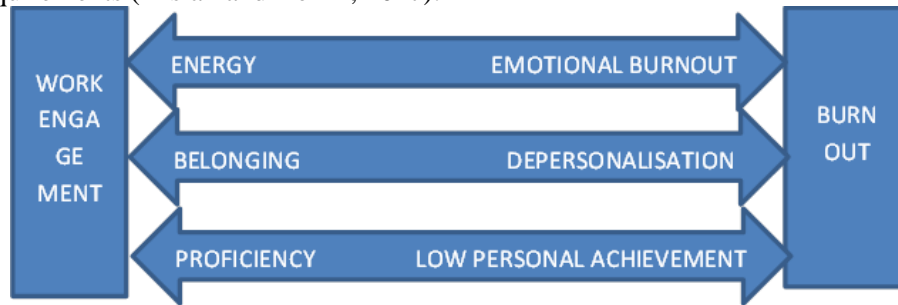 WORK
ENGA
GE
MENT
ENERGY EMOTIONAL BURNOUT
BELONGING DEPERSONALISATION
PROFICIENCY LOW PERSONAL ACHIEVEMENT
BURN
OUT